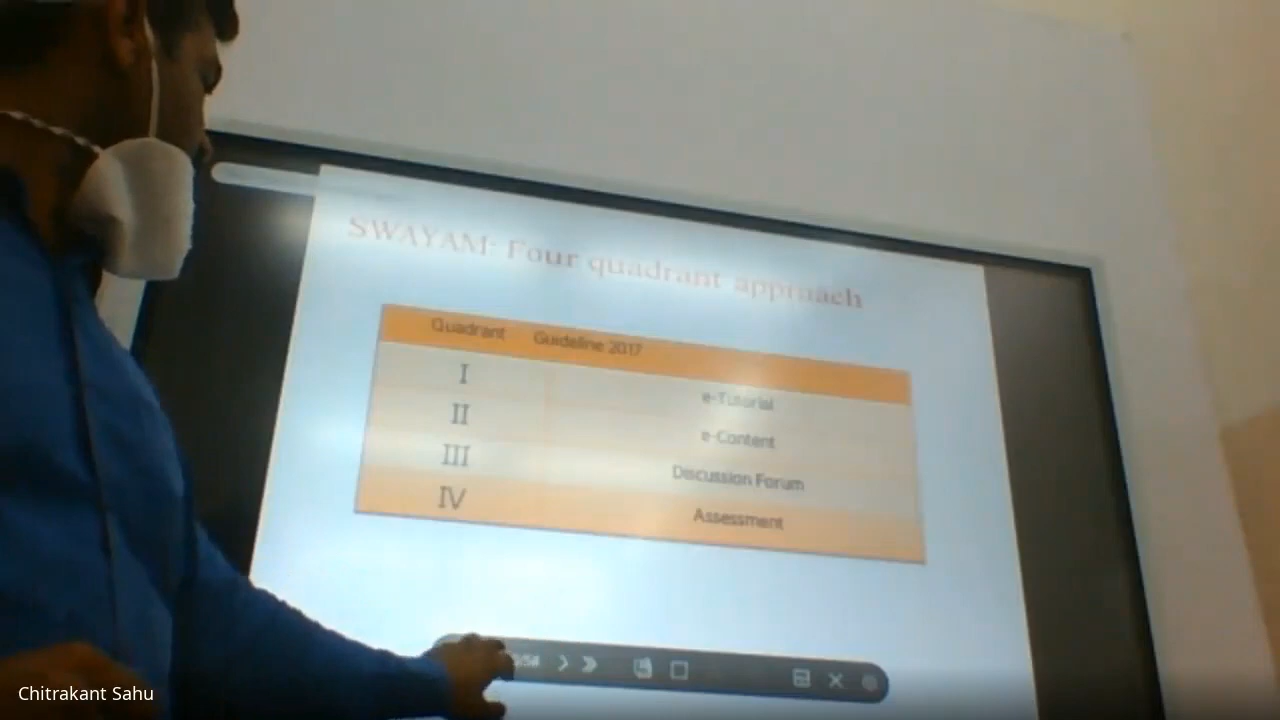 SWAYAM: Four quadrant approach
Quadrant Guideline 2017
I e-Tutorial
II e-Content
III Discussion Forum
IV Assessment
Chitrakant Sahu